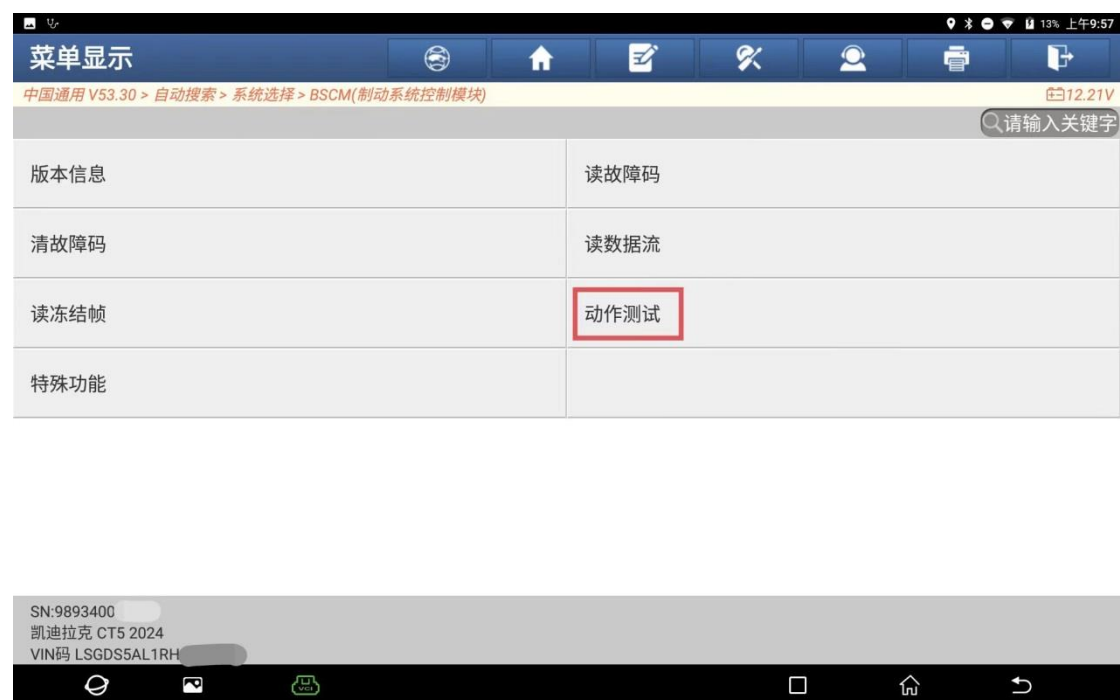 13% 上午9:57
菜单显示
中国通用 V53.30 > 自动搜索 > 系统选择 > BSCM(制动系统控制模块) 12.21V
请输入关键字
版本信息 读故障码
清故障码 读数据流
读冻结帧 动作测试
特殊功能
SN:9893400
凯迪拉克 CT5 2024
VIN码 LSGDS5AL1RH
VCI